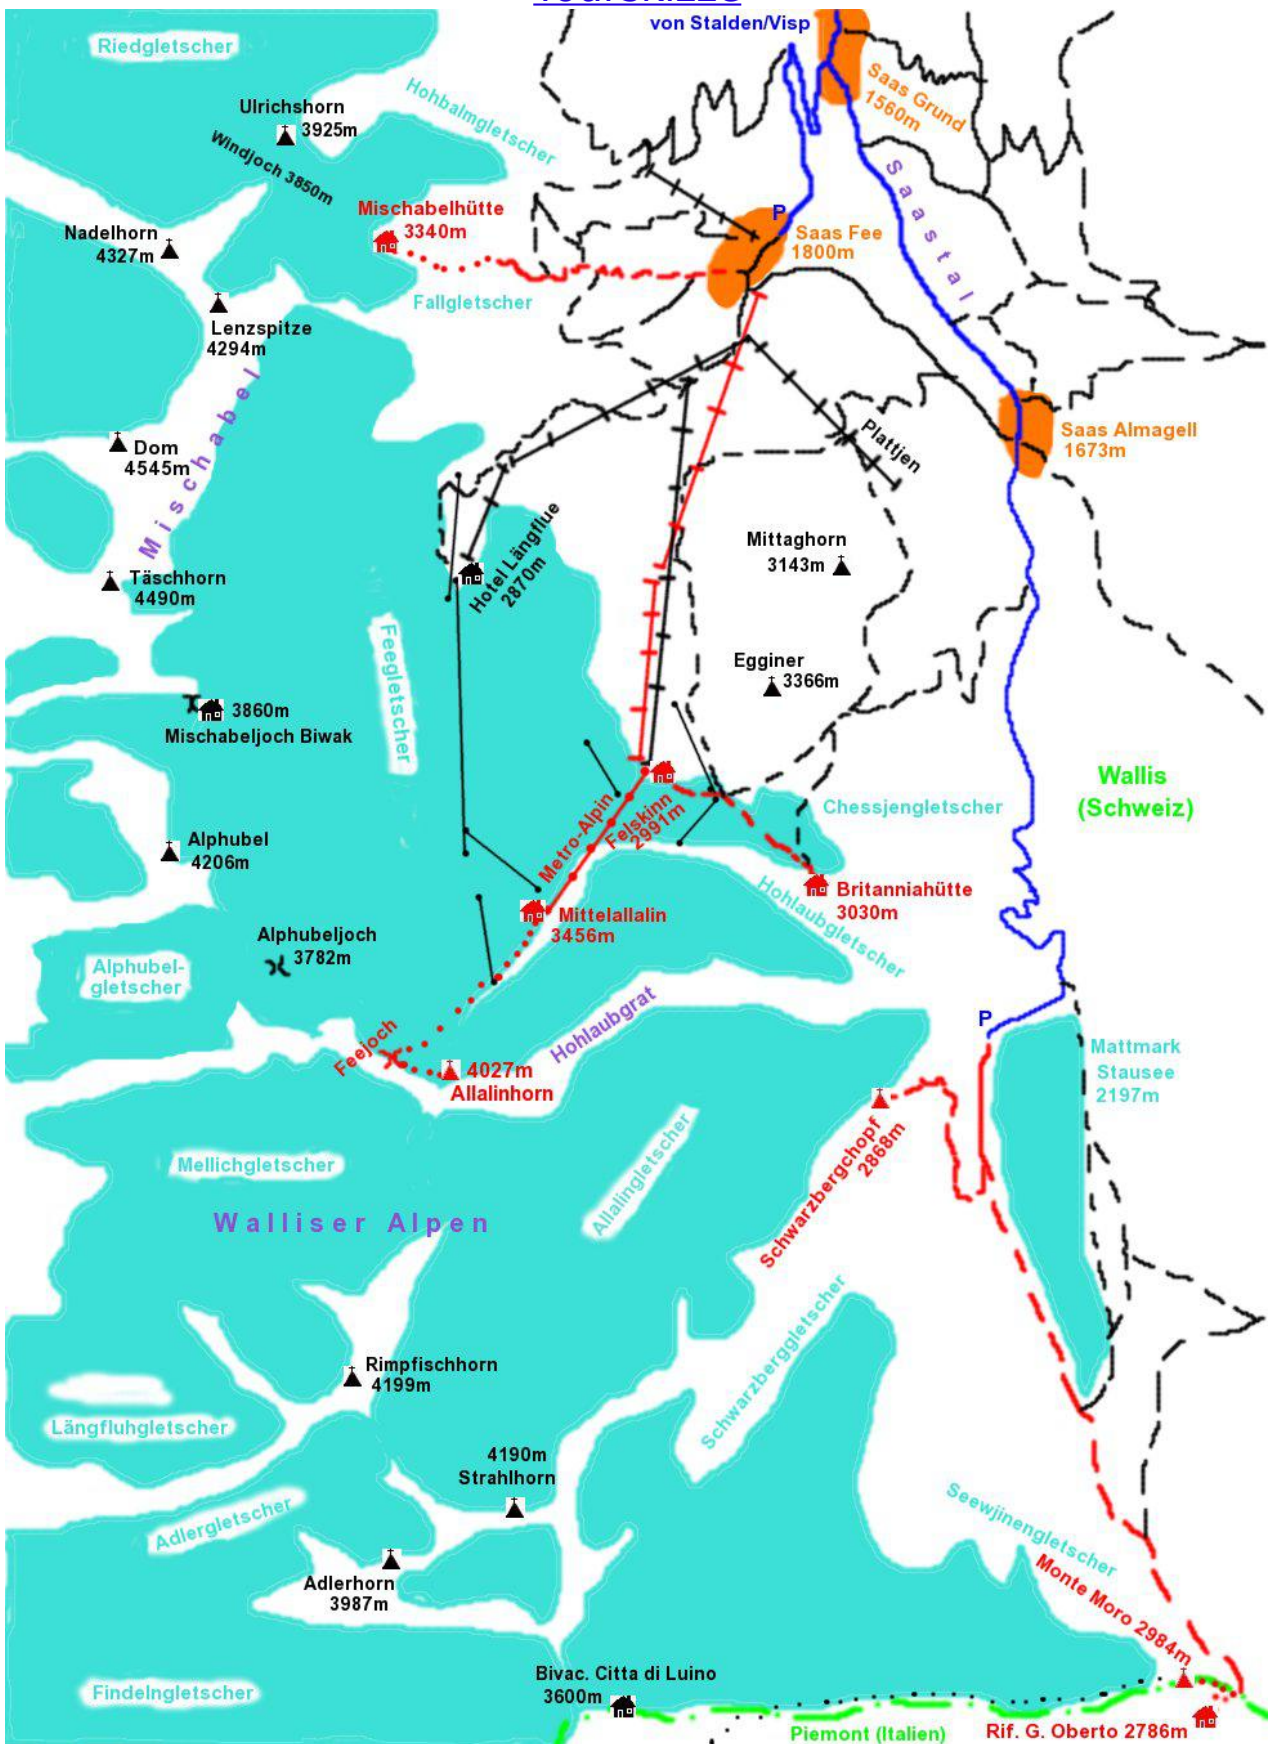 Tourskizze
von Stalden/Visp
Riedgletscher
Saas Grund
1560m
Hohbalmgletscher
Ulrichshorn
3925m
Windjoch 3850m
Saastal
Mischabelhütte
3340m
P
Nadelhorn
4327m
Saas Fee
1800m
Fallgletscher
Lenzspitze
4294m
Mischabel
Dom
4545m
Plattjen
Saas Almagell
1673m
Hotel Längflue
2870m
Mittaghorn
3143m
Täschhorn
4490m
Feegletscher
Egginer
3366m
3860m
Mischabeljoch Biwak
Wallis
(Schweiz)
Chessjengletscher
Metro-Alpin
Felskinn
2991m
Alphubel
4206m
Britanniahütte
3030m
Hohlaubgletscher
Mittelallalin
3456m
Alphubeljoch
3782m
Alphubel-
gletscher
Hohlaubgrat
P
Feejoch
Mattmark
Stausee
2197m
4027m
Allalinhorn
Schwarzbergchopf
2868m
Allalingletscher
Mellichgletscher
Walliser Alpen
Schwarzberggletscher
Rimpfischhorn
4199m
Längfluhgletscher
4190m
Strahlhorn
Adlergletscher
Seewjinengletscher
Adlerhorn
3987m
Monte Moro 2984m
Bivac. Citta di Luino
3600m
Findelngletscher
Piemont (Italien)
Rif. G. Oberto 2786m